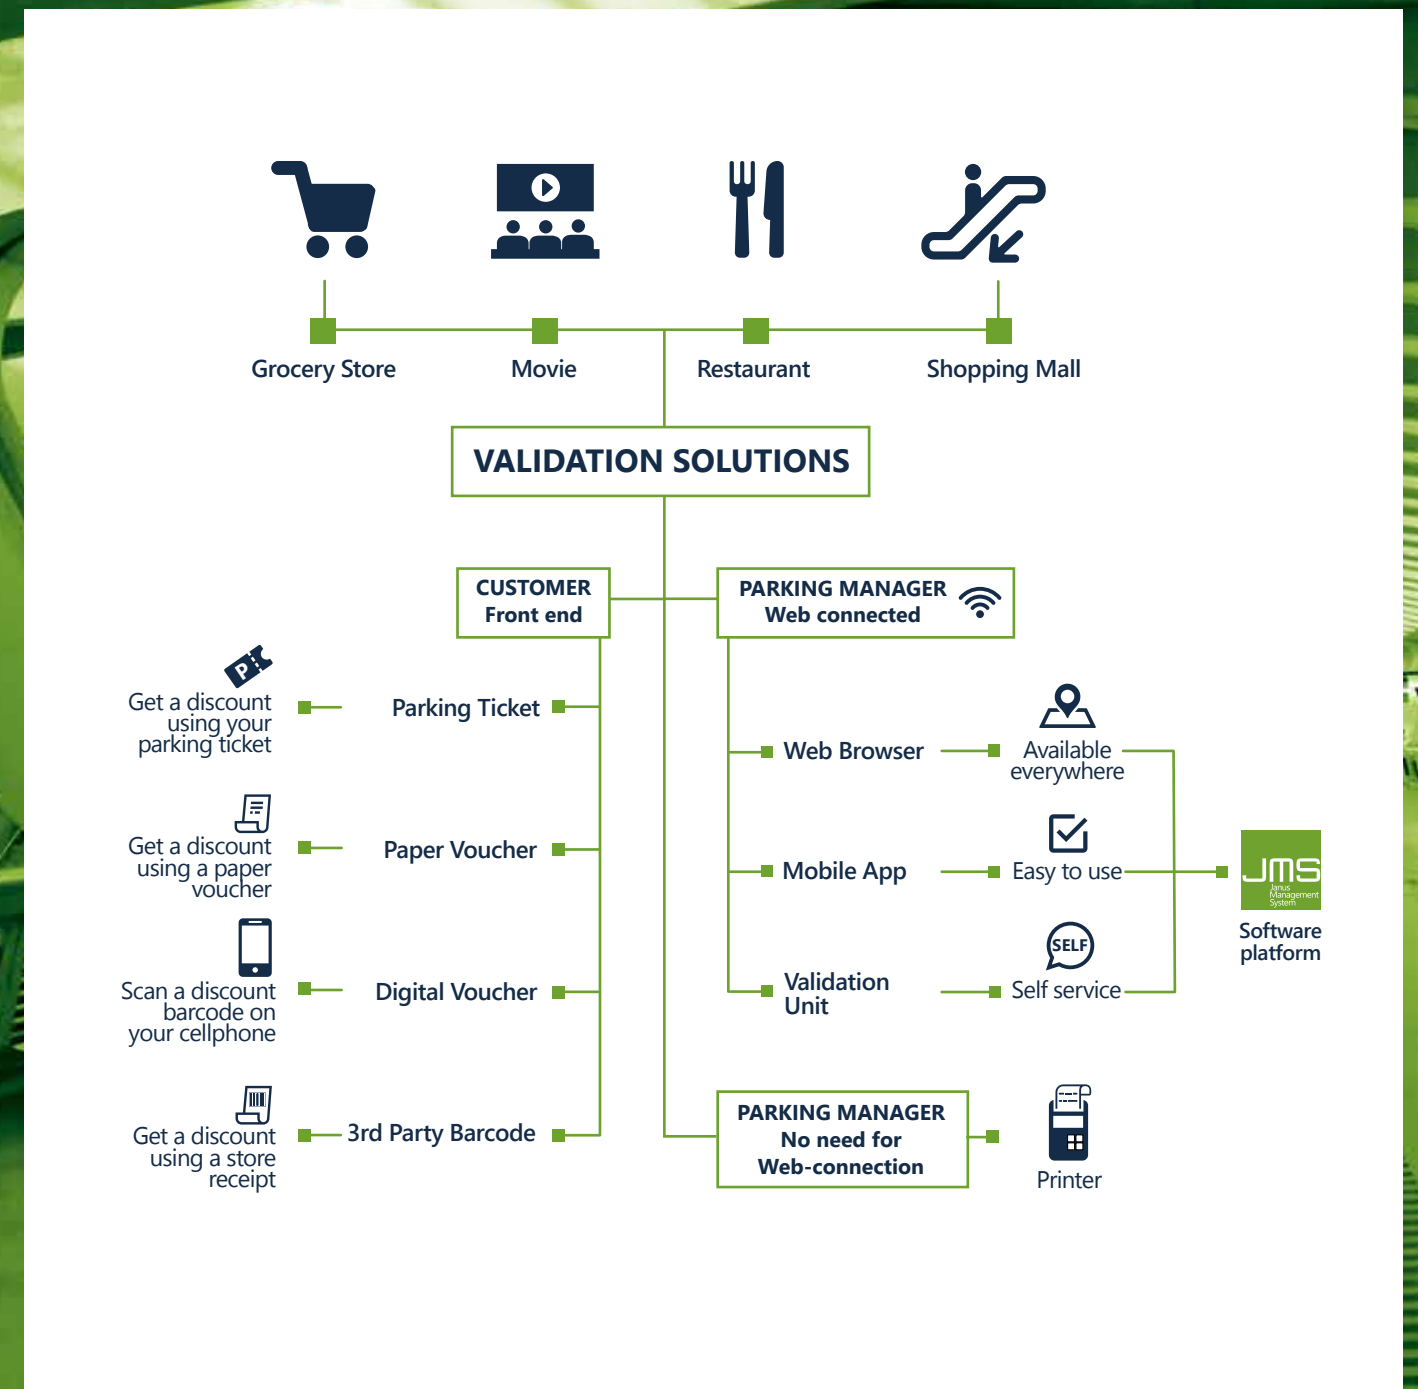 Grocery Store
Movie
Restaurant
Shopping Mall
VALIDATION SOLUTIONS
CUSTOMER
Front end
P
Get a discount
using your
parking ticket
Parking Ticket
Get a discount
using a paper
voucher
Paper Voucher
Scan a discount
barcode on
your cellphone
Digital Voucher
Get a discount
using a store
receipt
3rd Party Barcode
PARKING MANAGER
Web connected
Web Browser
Available
everywhere
Mobile App
Easy to use
Validation
Unit
SELF
Self service
JMS
Janus
Management
System
Software
platform
PARKING MANAGER
No need for
Web-connection
Printer